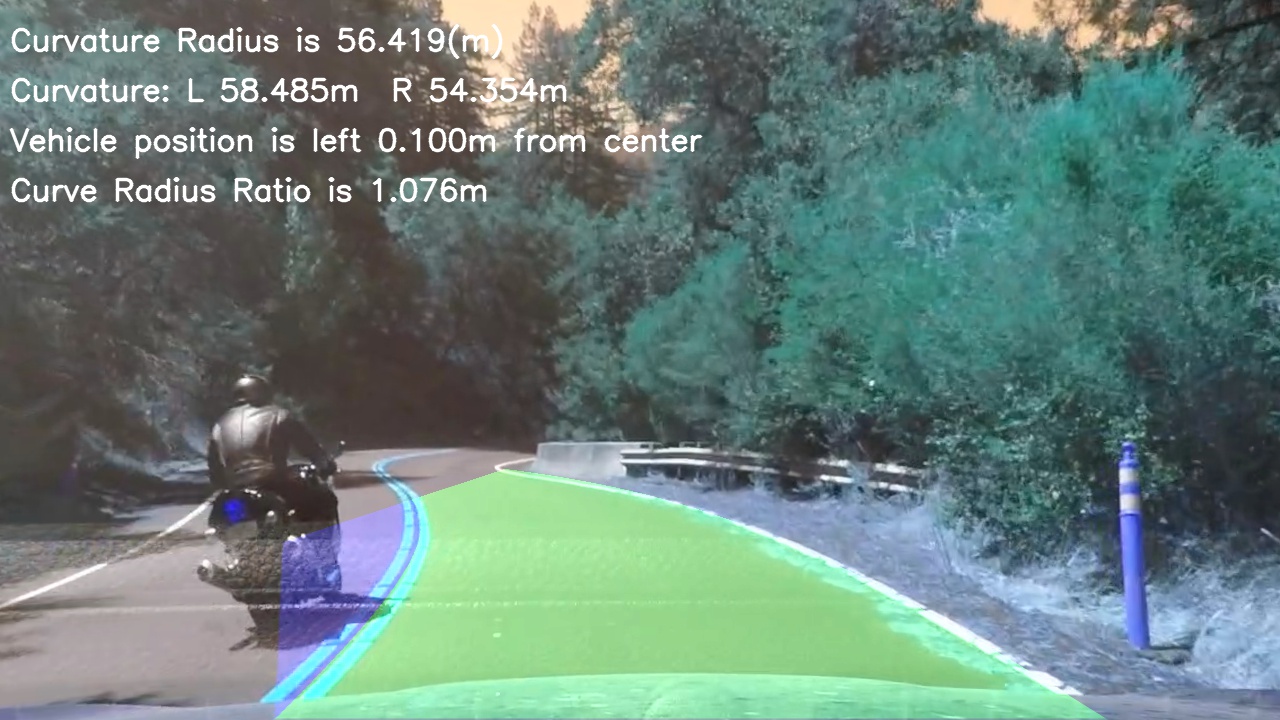 Curvature Radius is 56.419(m)
Curvature: L 58.485m R 54.354m
Vehicle position is left 0.100m from center
Curve Radius Ratio is 1.076m